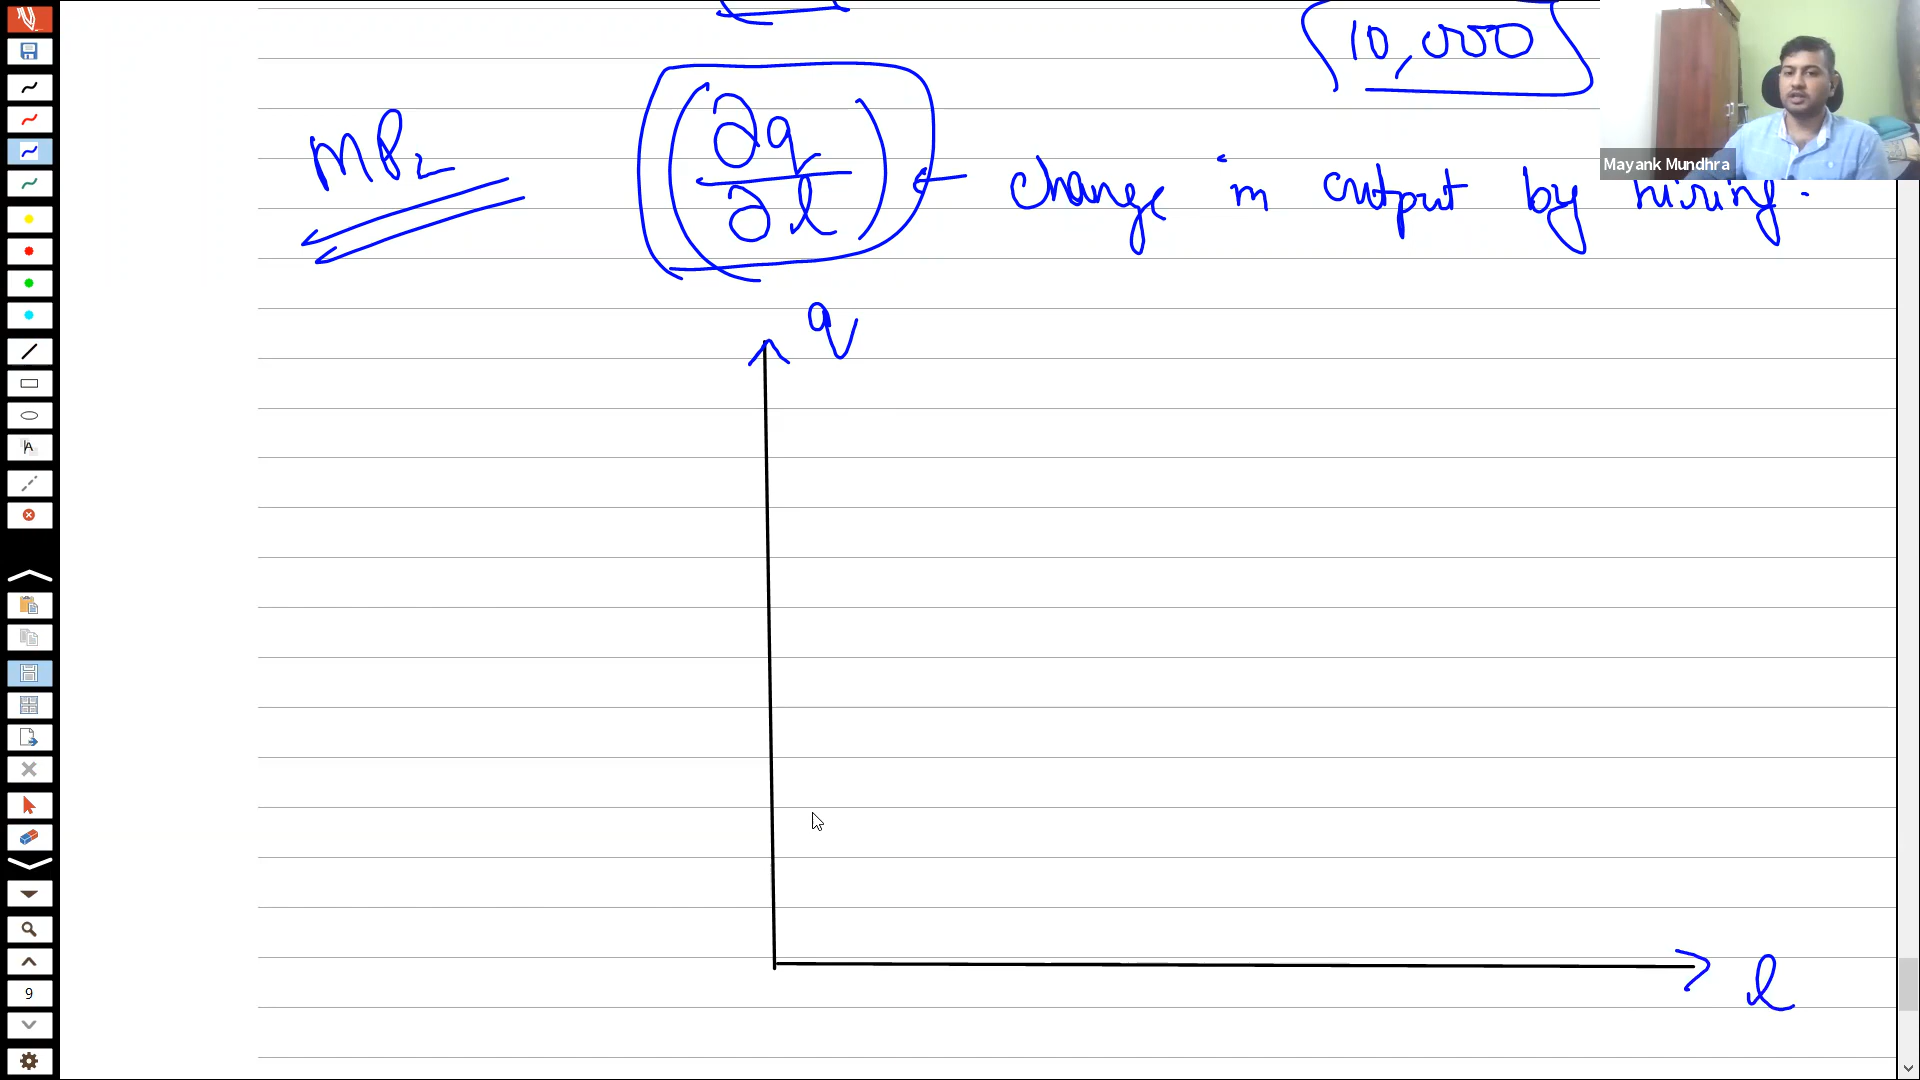 10,000
Mayank Mundhra
MPL ∂q/∂l ← change in output by hiring.
q
l
9